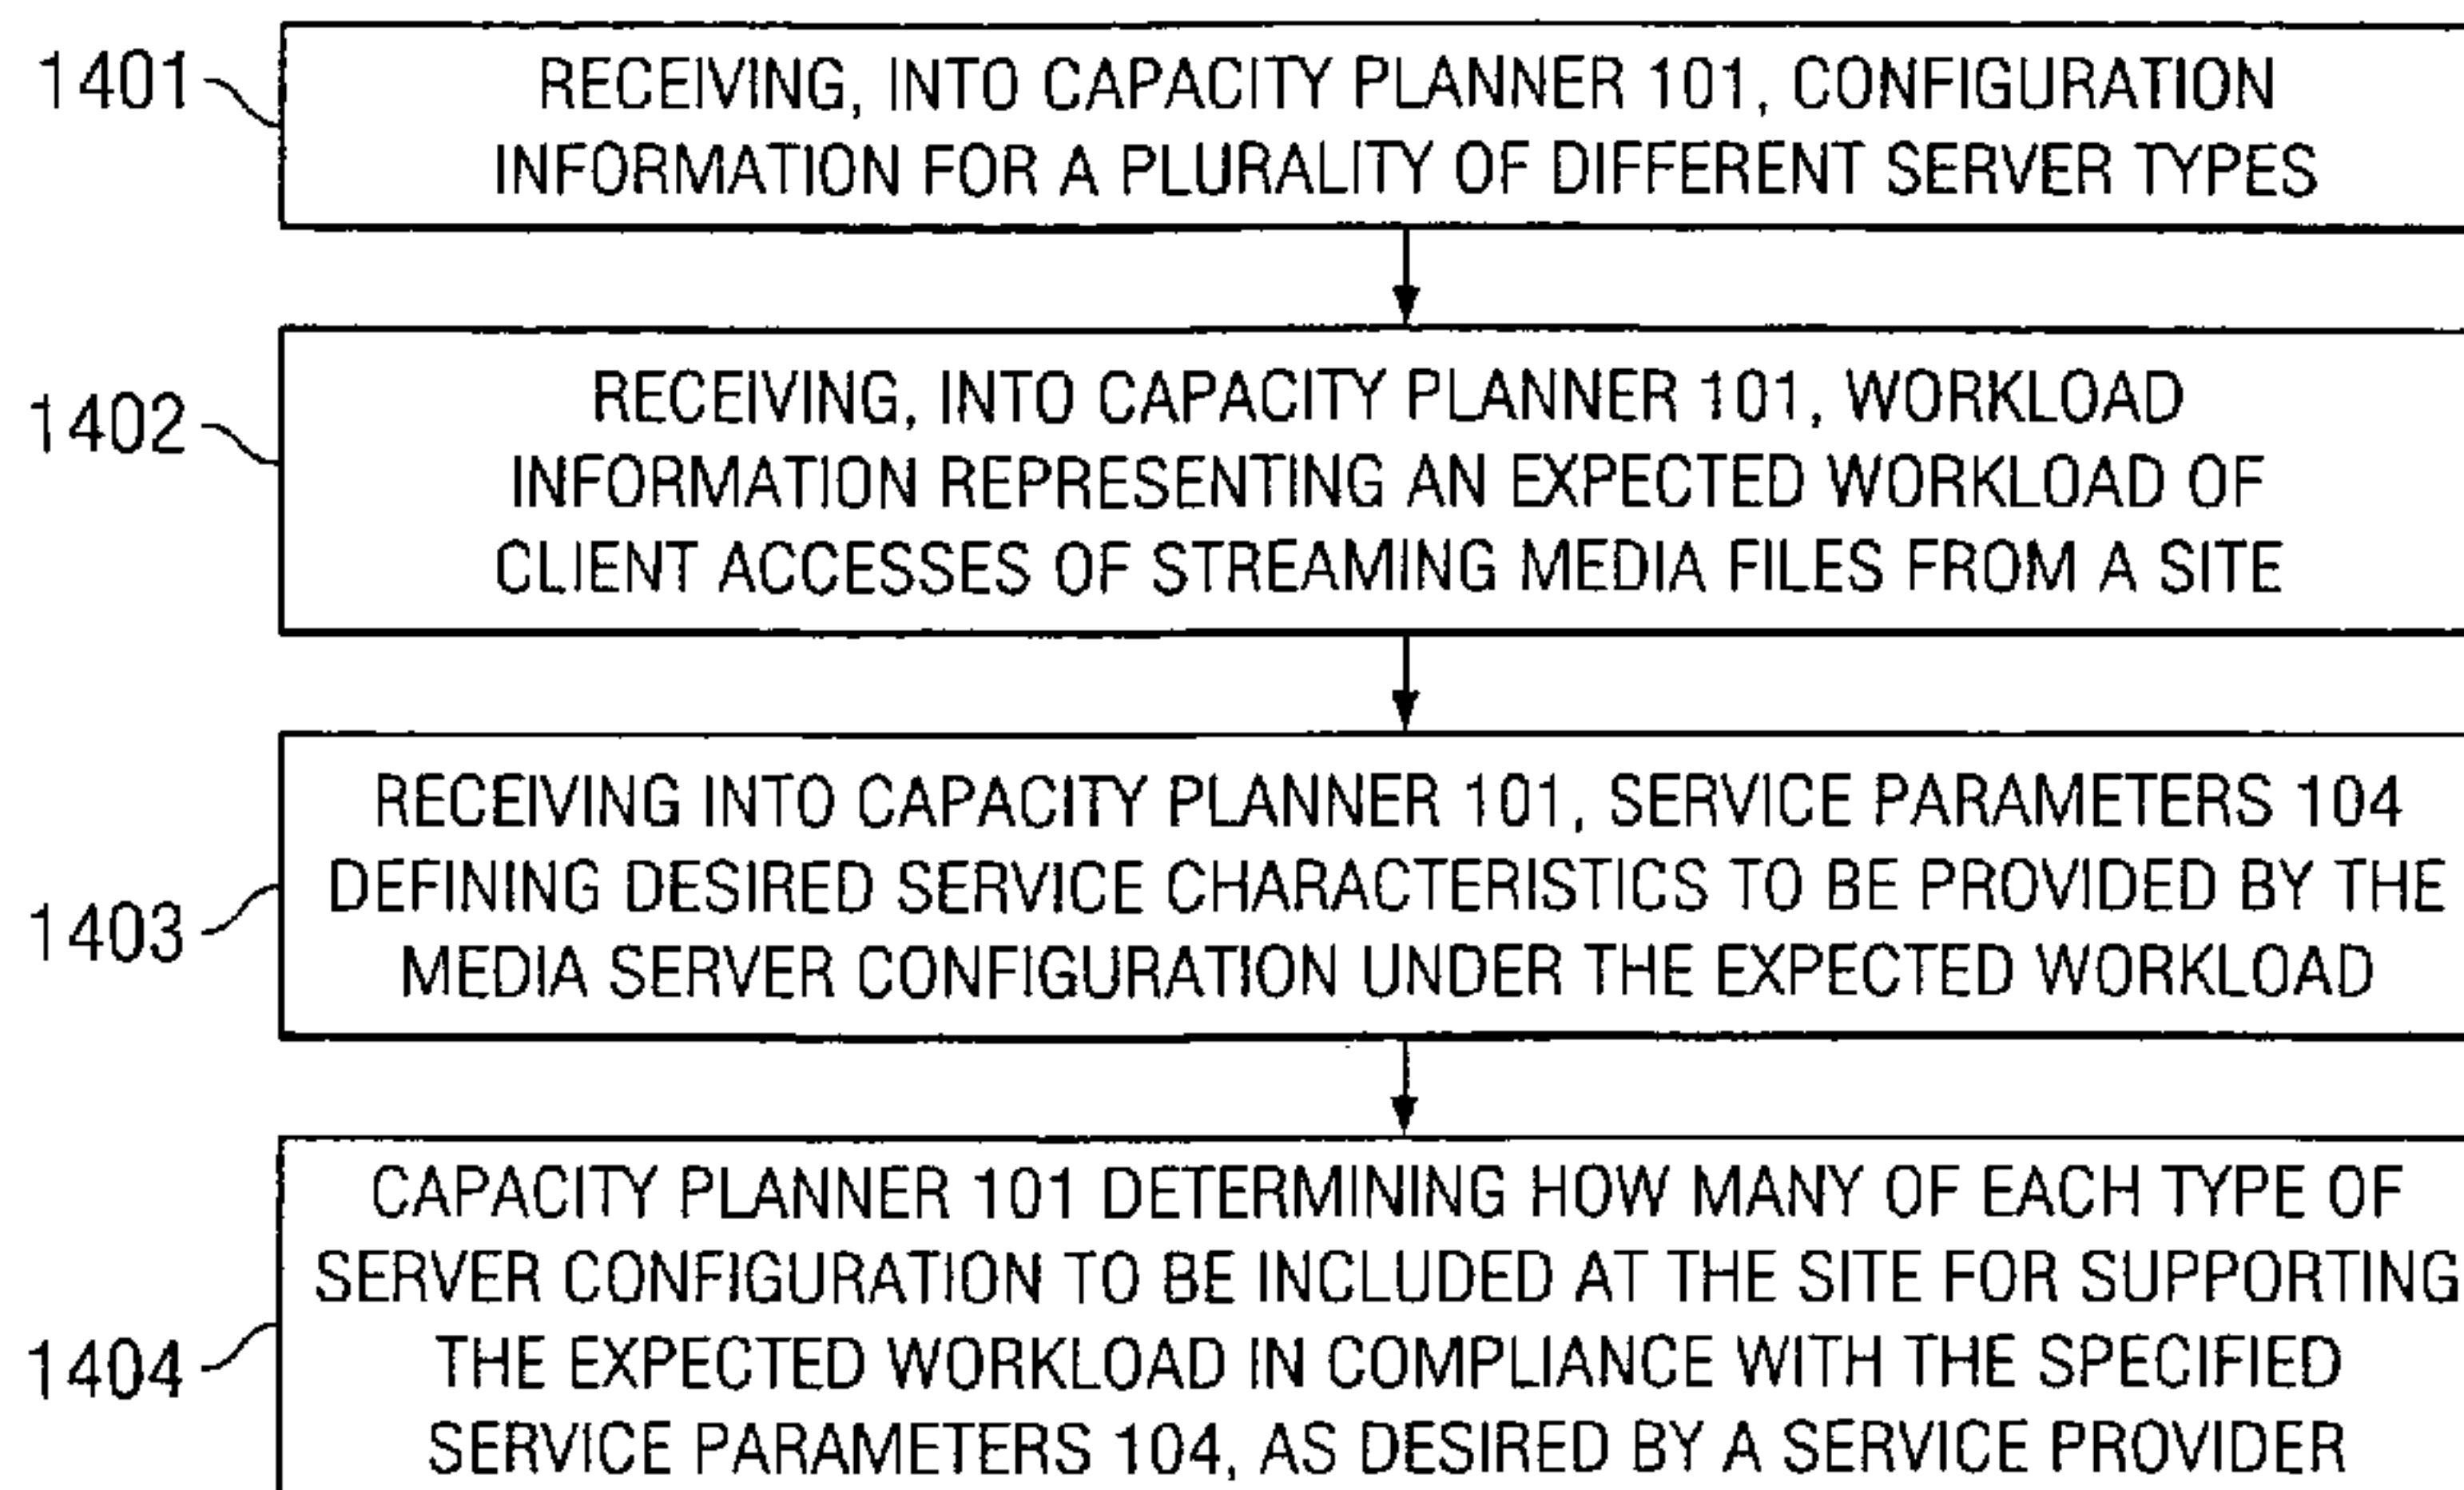 1401
RECEIVING, INTO CAPACITY PLANNER 101, CONFIGURATION
INFORMATION FOR A PLURALITY OF DIFFERENT SERVER TYPES
1402
RECEIVING, INTO CAPACITY PLANNER 101, WORKLOAD
INFORMATION REPRESENTING AN EXPECTED WORKLOAD OF
CLIENT ACCESSES OF STREAMING MEDIA FILES FROM A SITE
1403
RECEIVING INTO CAPACITY PLANNER 101, SERVICE PARAMETERS 104
DEFINING DESIRED SERVICE CHARACTERISTICS TO BE PROVIDED BY THE
MEDIA SERVER CONFIGURATION UNDER THE EXPECTED WORKLOAD
1404
CAPACITY PLANNER 101 DETERMINING HOW MANY OF EACH TYPE OF
SERVER CONFIGURATION TO BE INCLUDED AT THE SITE FOR SUPPORTING
THE EXPECTED WORKLOAD IN COMPLIANCE WITH THE SPECIFIED
SERVICE PARAMETERS 104, AS DESIRED BY A SERVICE PROVIDER